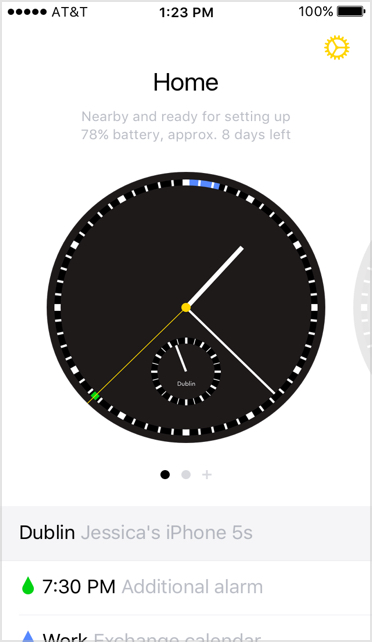 AT&T 1:23 PM 100%
Home
Nearby and ready for setting up
78% battery, approx. 8 days left
Dublin
Dublin Jessica's iPhone 5s
7:30 PM Additional alarm
Work Exchange calendar